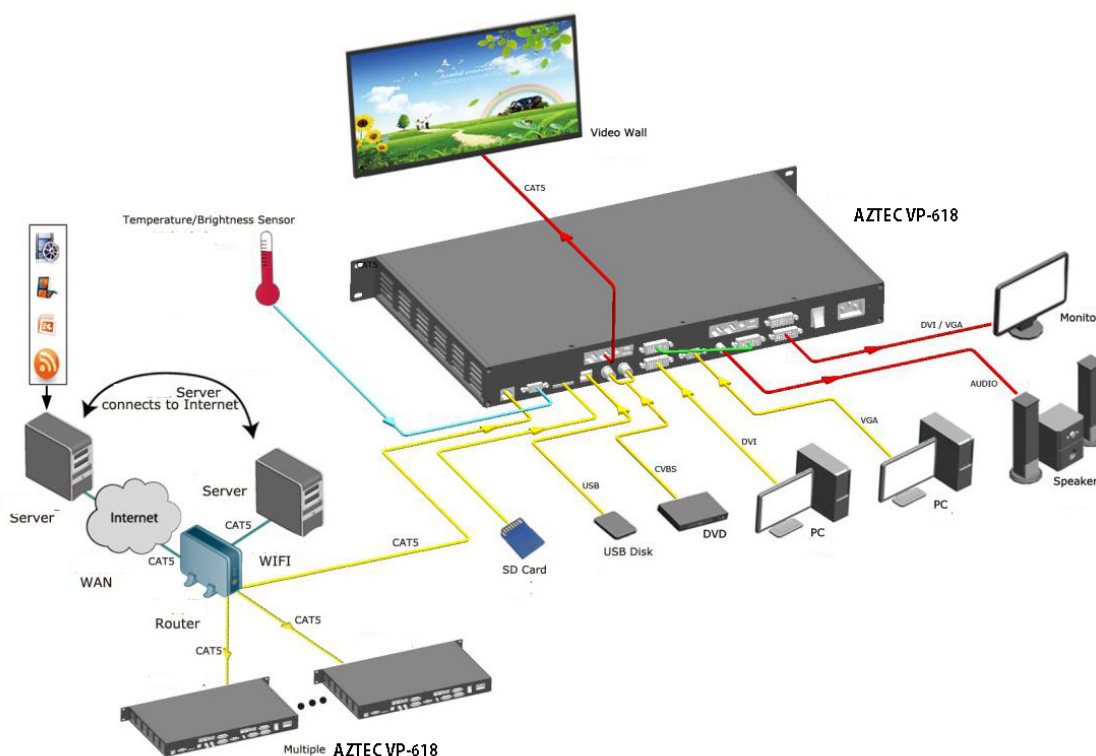 Video Wall
CAT5
AZTEC VP-618
Temperature/Brightness Sensor
CAT5
DVI / VGA
Monito
AUDIO
Server
connects to Internet
VGA
DVI
CVBS
USB
Speaker
Server
Server
Internet
PC
PC
DVD
USB Disk
CAT5
CAT5
WIFI
CAT5
SD Card
WAN
Router
CAT5
CAT5
Multiple AZTEC VP-618